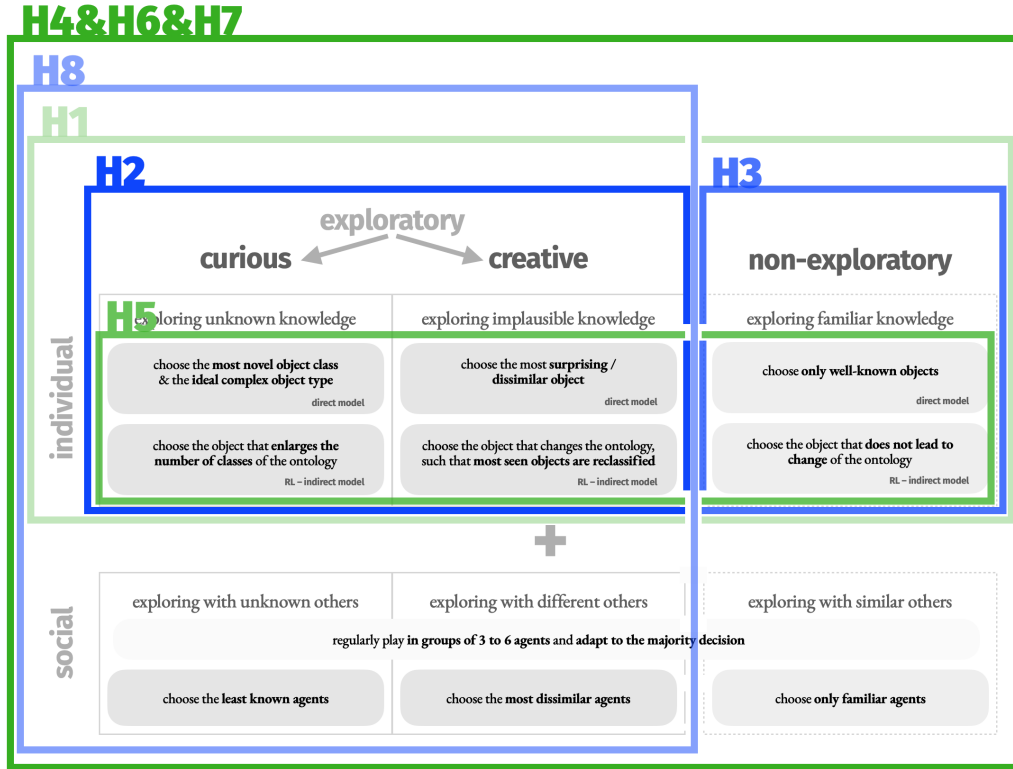 H4&H6&H7
H8
H1
H2
H3
exploratory
curious
creative
non-exploratory
H5
individual
exploring unknown knowledge
exploring implausible knowledge
exploring familiar knowledge
choose the most novel object class
& the ideal complex object type
direct model
choose the most surprising /
dissimilar object
direct model
choose only well-known objects
direct model
choose the object that enlarges the
number of classes of the ontology
RL – indirect model
choose the object that changes the ontology,
such that most seen objects are reclassified
RL – indirect model
choose the object that does not lead to
change of the ontology
RL – indirect model
+
social
exploring with unknown others
exploring with different others
exploring with similar others
regularly play in groups of 3 to 6 agents and adapt to the majority decision
choose the least known agents
choose the most dissimilar agents
choose only familiar agents